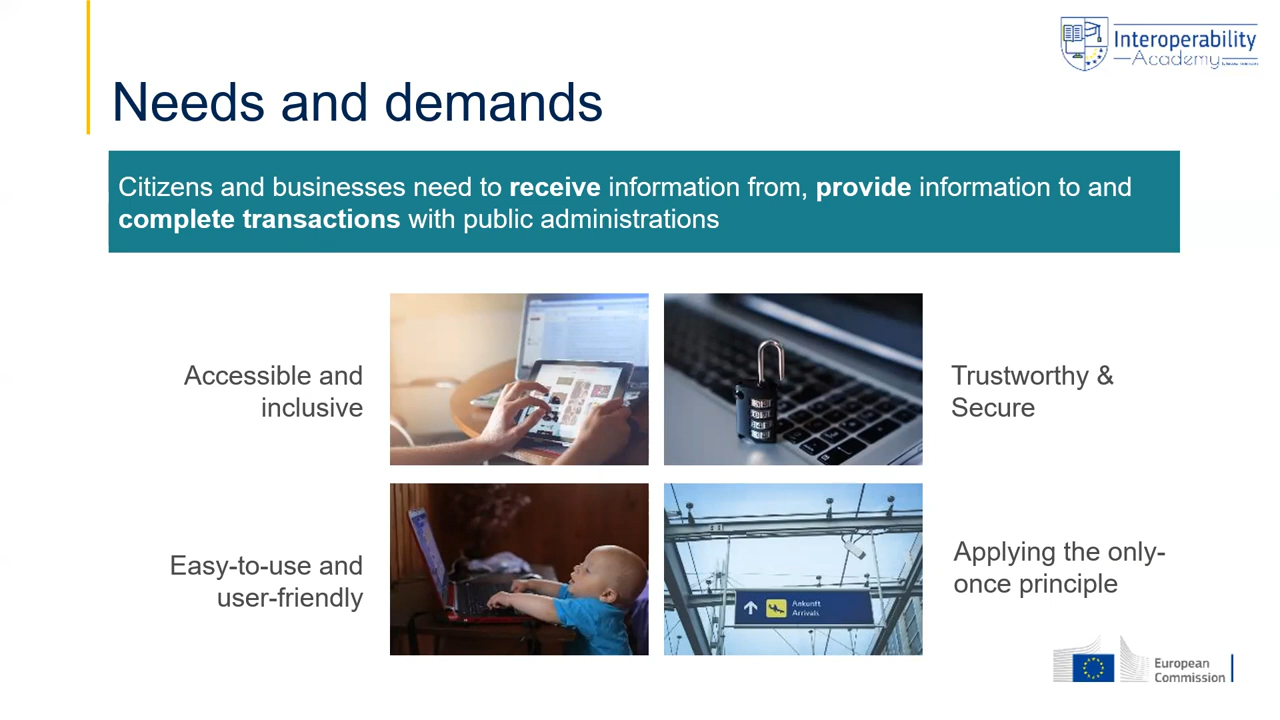 Interoperability
Academy
Needs and demands
Citizens and businesses need to receive information from, provide information to and
complete transactions with public administrations
Accessible and
inclusive
Trustworthy &
Secure
Easy-to-use and
user-friendly
Applying the only-
once principle
Ankunft
Arrivals
European
Commission